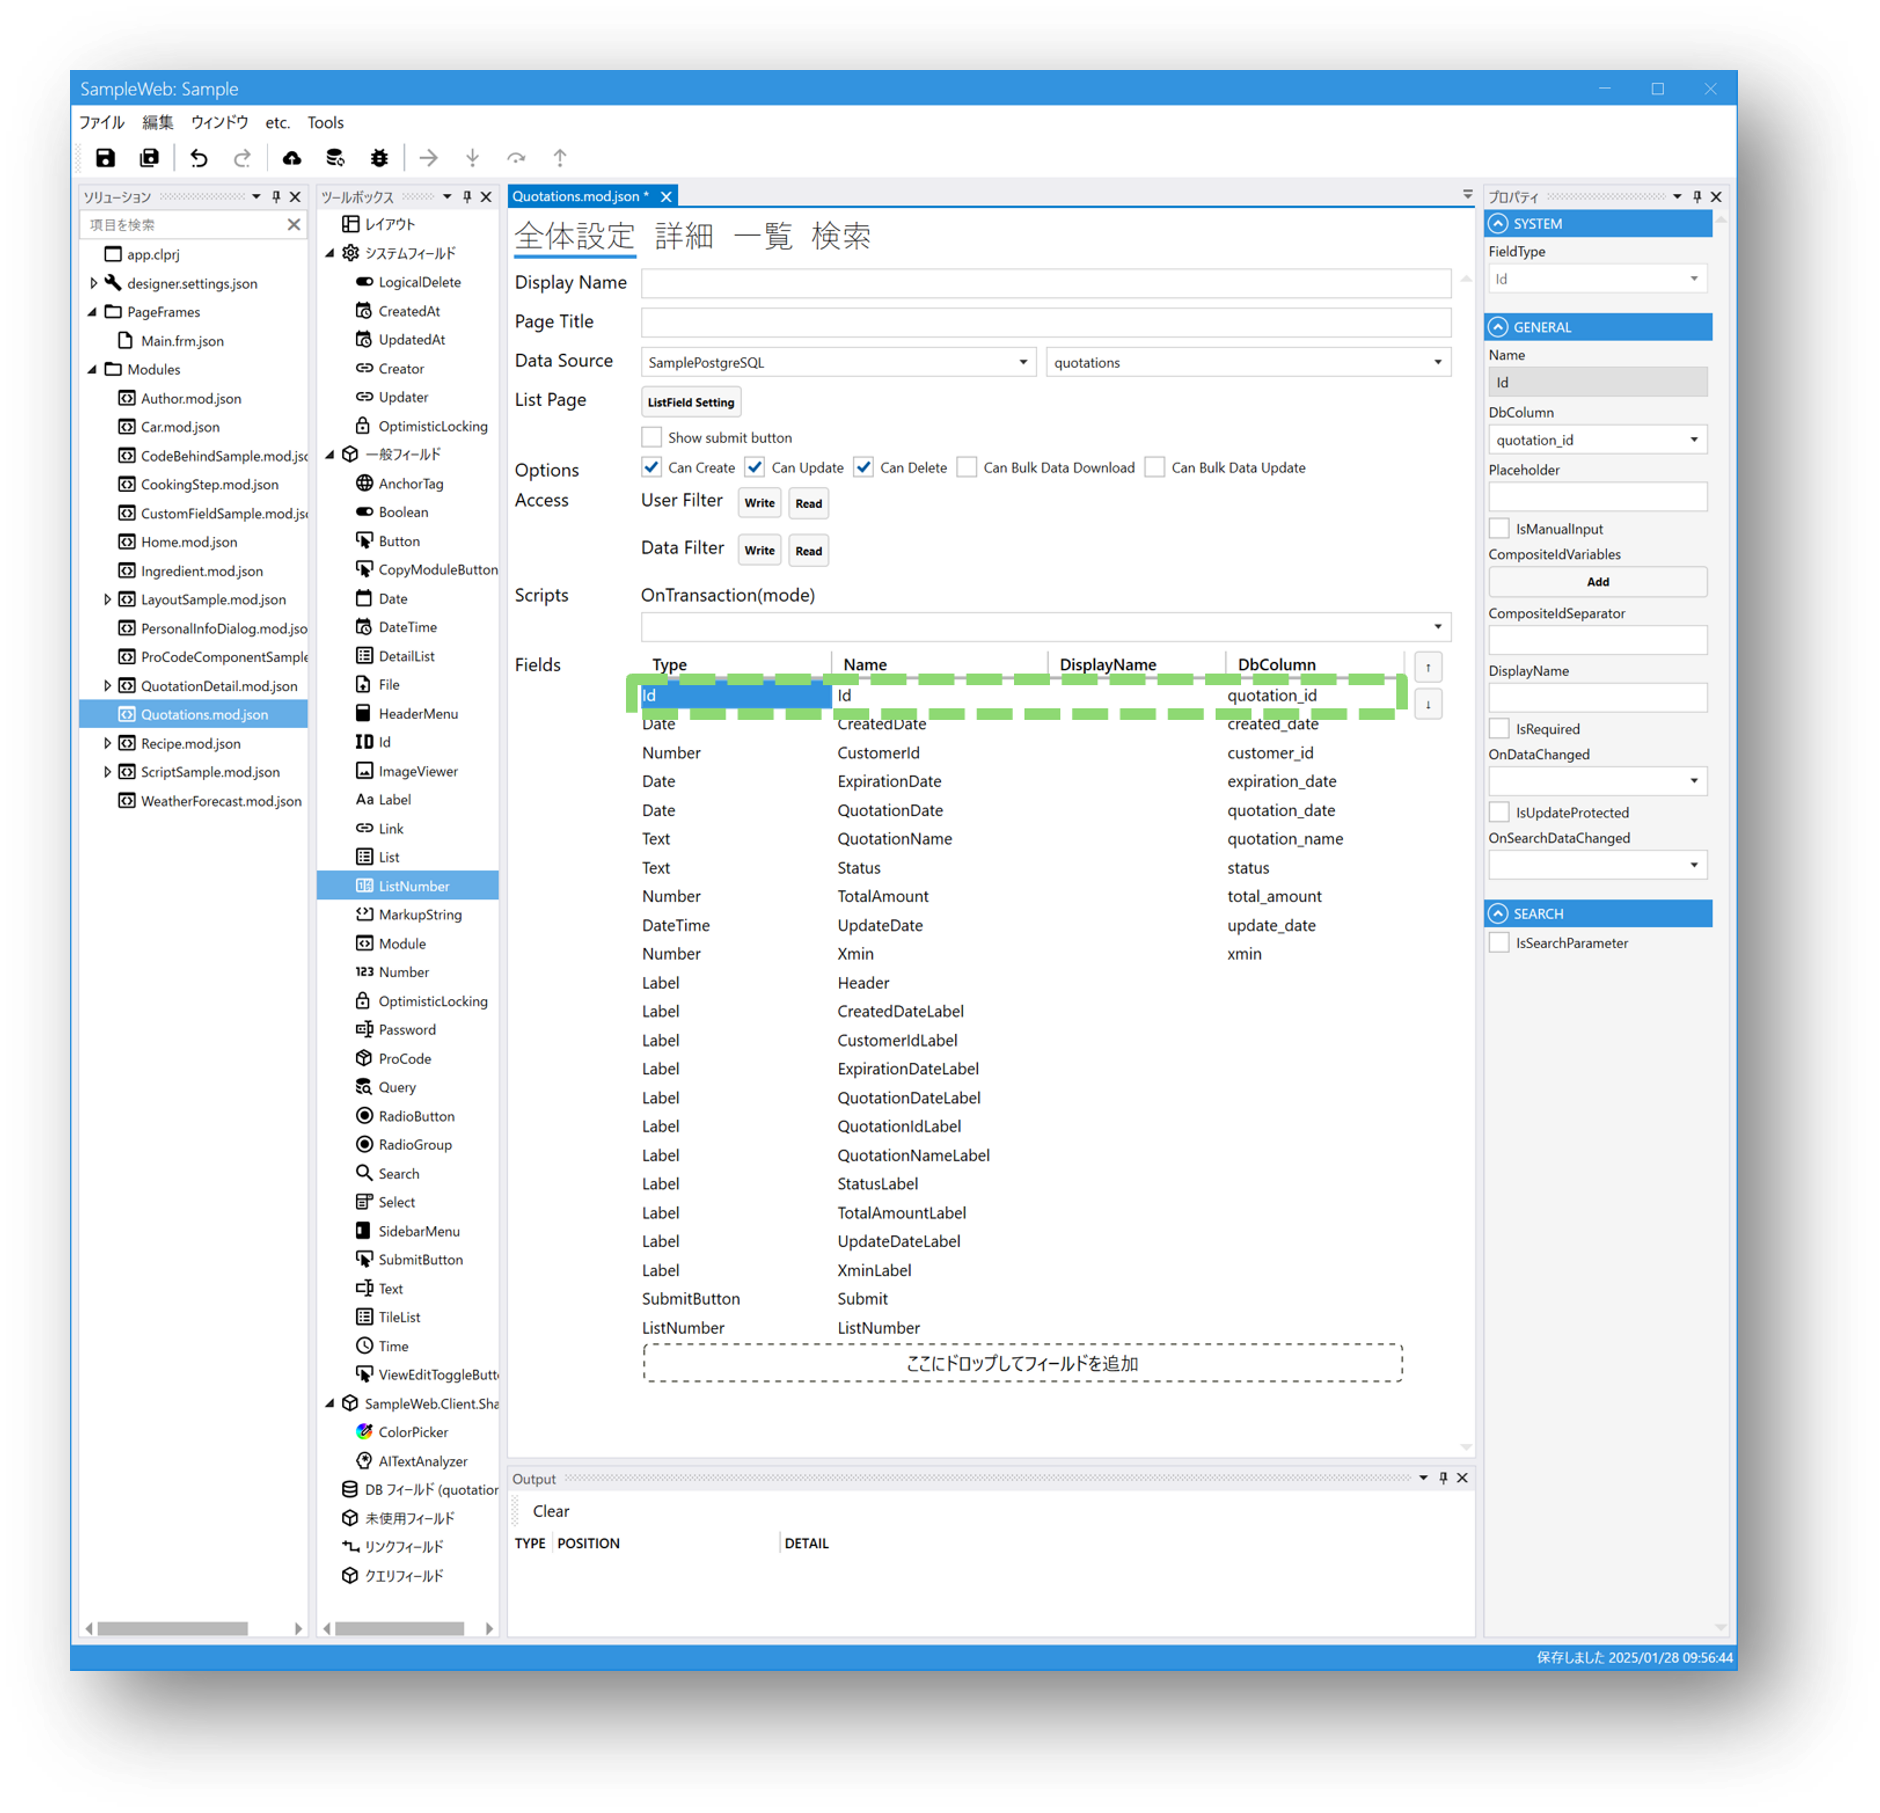 SampleWeb: Sample
ファイル 編集 ウィンドウ etc. Tools
ソリューション
項目を検索
app.clprj
designer.settings.json
PageFrames
Main.frm.json
Modules
Author.mod.json
Car.mod.json
CodeBehindSample.mod.jsc
CookingStep.mod.json
CustomFieldSample.mod.jsc
Home.mod.json
Ingredient.mod.json
LayoutSample.mod.json
PersonalInfoDialog.mod.jso
ProCodeComponentSample
QuotationDetail.mod.json
Quotations.mod.json
Recipe.mod.json
ScriptSample.mod.json
WeatherForecast.mod.json
ツールボックス
レイアウト
システムフィールド
LogicalDelete
CreatedAt
UpdatedAt
Creator
Updater
OptimisticLocking
一般フィールド
AnchorTag
Boolean
Button
CopyModuleButton
Date
DateTime
DetailList
File
HeaderMenu
ID Id
ImageViewer
Aa Label
Link
List
ListNumber
MarkupString
Module
123 Number
OptimisticLocking
Password
ProCode
Query
RadioButton
RadioGroup
Search
Select
SidebarMenu
SubmitButton
Text
TileList
Time
ViewEditToggleButt
SampleWeb.Client.Sha
ColorPicker
AITextAnalyzer
DB フィールド (quotation
未使用フィールド
リンクフィールド
クエリフィールド
Quotations.mod.json *
全体設定 詳細 一覧 検索
Display Name
Page Title
Data Source SamplePostgreSQL quotations
List Page ListField Setting
Show submit button
Options Can Create Can Update Can Delete Can Bulk Data Download Can Bulk Data Update
Access User Filter Write Read
Data Filter Write Read
Scripts OnTransaction(mode)
Fields Type Name DisplayName DbColumn ↑
Id Id quotation_id ↓
Date CreatedDate created_date
Number CustomerId customer_id
Date ExpirationDate expiration_date
Date QuotationDate quotation_date
Text QuotationName quotation_name
Text Status status
Number TotalAmount total_amount
DateTime UpdateDate update_date
Number Xmin xmin
Label Header
Label CreatedDateLabel
Label CustomerIdLabel
Label ExpirationDateLabel
Label QuotationDateLabel
Label QuotationIdLabel
Label QuotationNameLabel
Label StatusLabel
Label TotalAmountLabel
Label UpdateDateLabel
Label XminLabel
SubmitButton Submit
ListNumber ListNumber
ここにドロップしてフィールドを追加
Output
Clear
TYPE POSITION DETAIL
プロパティ
SYSTEM
FieldType
Id
GENERAL
Name
Id
DbColumn
quotation_id
Placeholder
IsManualInput
CompositeIdVariables
Add
CompositeIdSeparator
DisplayName
IsRequired
OnDataChanged
IsUpdateProtected
OnSearchDataChanged
SEARCH
IsSearchParameter
保存しました 2025/01/28 09:56:44